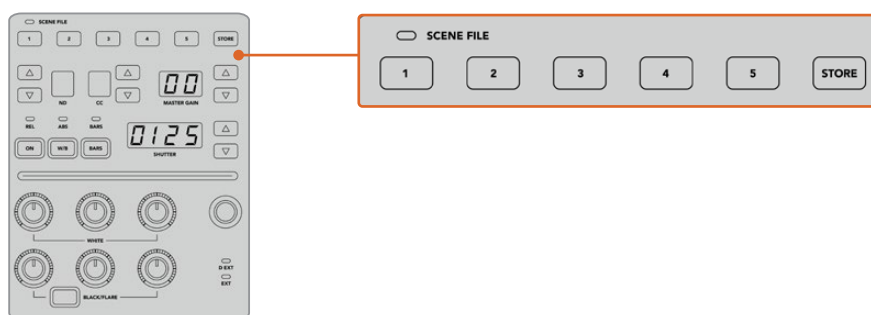 SCENE FILE
1 2 3 4 5 STORE
ND CC 00
MASTER GAIN
REL ABS BARS
ON W/B BARS 0125
SHUTTER
WHITE
D EXT
EXT
BLACK/FLARE
SCENE FILE
1 2 3 4 5 STORE